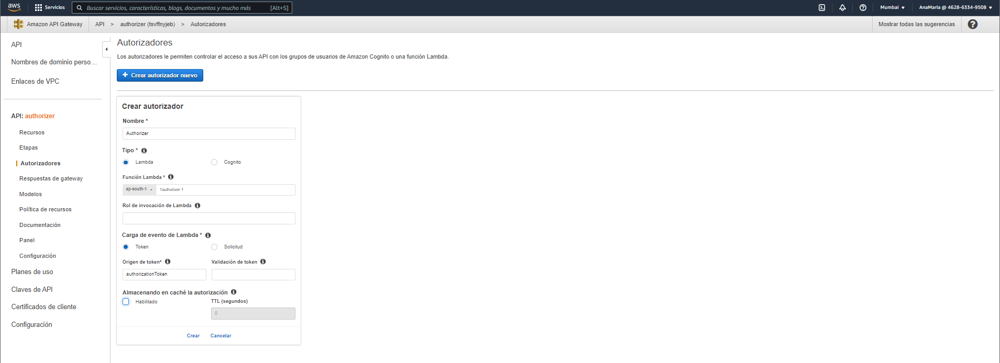 aws Servicios Buscar servicios, características, blogs, documentos y mucho más [Alt+S] Mumbai AnaMaria @ 4628-6334-9508
Amazon API Gateway API > authorizer (tsvffnyjeb) > Autorizadores Mostrar todas las sugerencias
API
Nombres de dominio perso...
Enlaces de VPC
API: authorizer
Recursos
Etapas
Autorizadores
Respuestas de gateway
Modelos
Política de recursos
Documentación
Panel
Configuración
Planes de uso
Claves de API
Certificados de cliente
Configuración
Autorizadores
Los autorizadores le permiten controlar el acceso a sus API con los grupos de usuarios de Amazon Cognito o una función Lambda.
+ Crear autorizador nuevo
Crear autorizador
Nombre *
Authorizer
Tipo *
Lambda Cognito
Función Lambda *
ap-south-1 1authorizer-1
Rol de invocación de Lambda
Carga de evento de Lambda *
Token Solicitud
Origen de token* Validación de token
authorizationToken
Almacenando en caché la autorización
Habilitado TTL (segundos)
0
Crear Cancelar